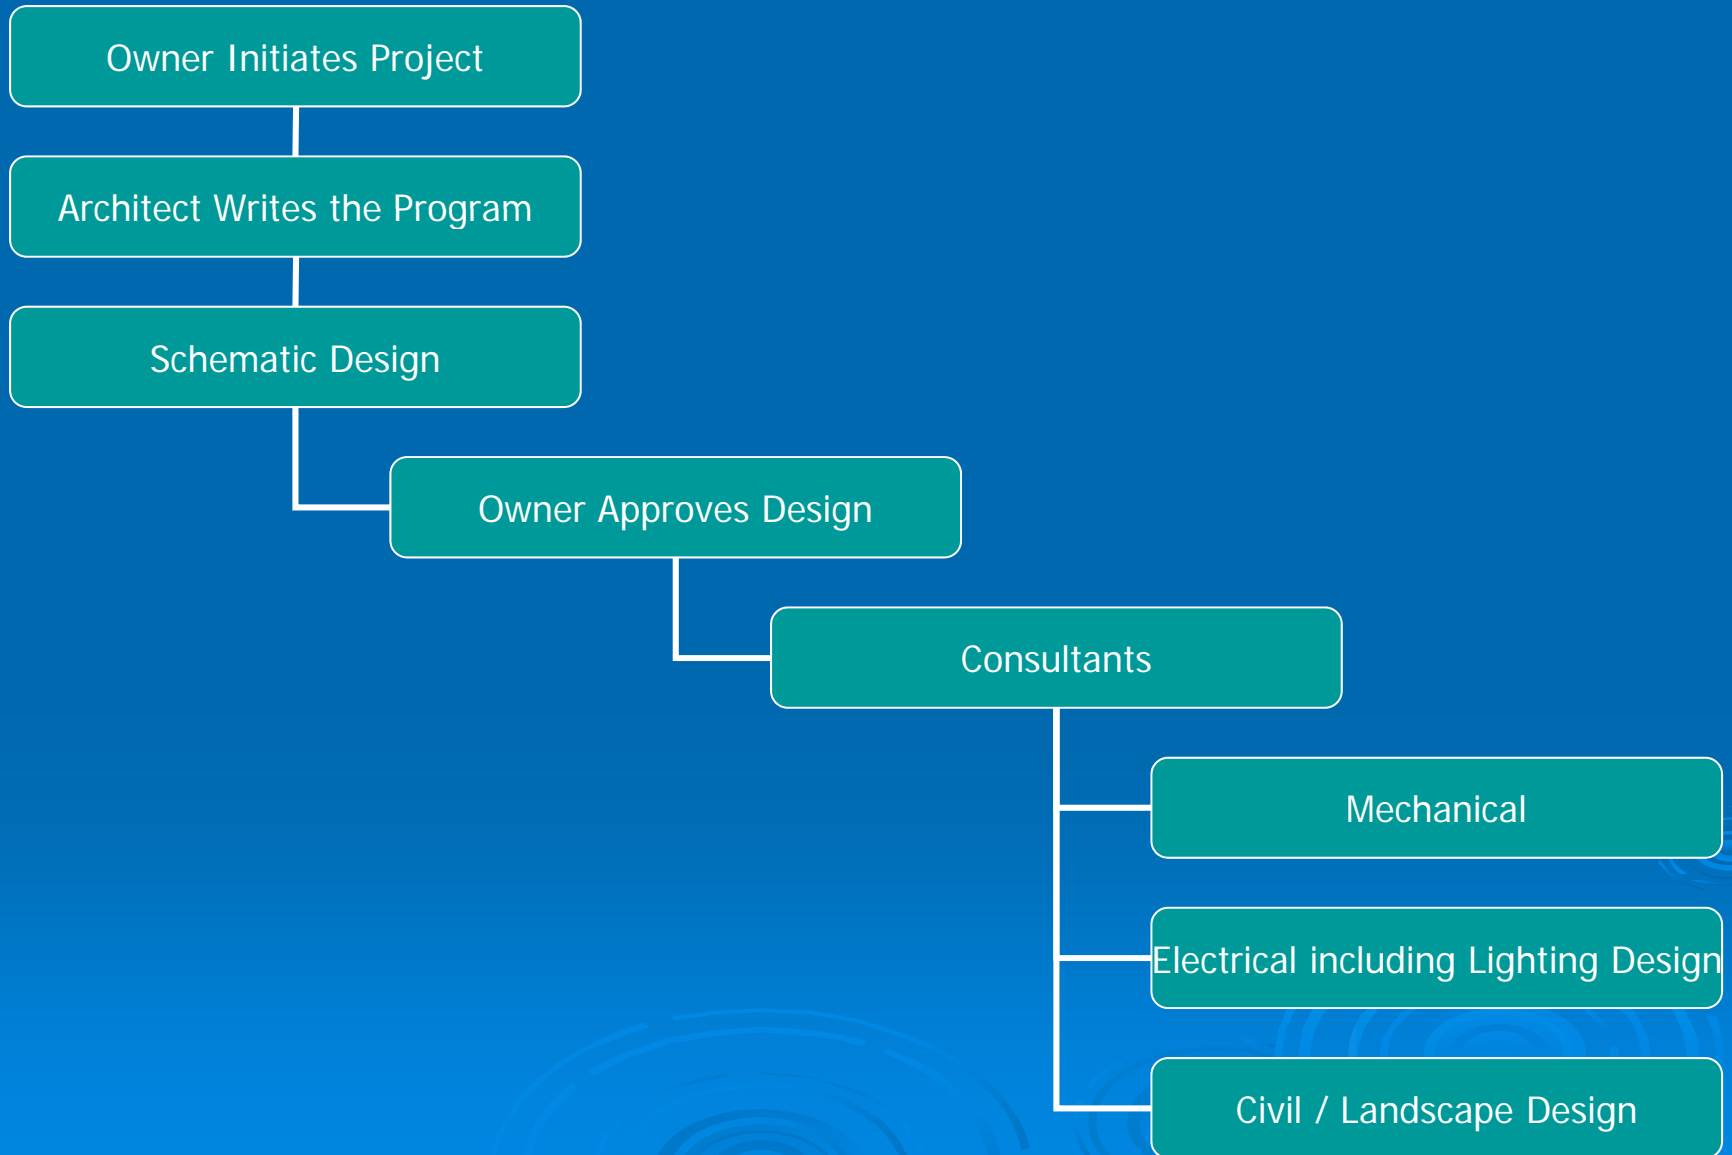 Owner Initiates Project
Architect Writes the Program
Schematic Design
Owner Approves Design
Consultants
Mechanical
Electrical including Lighting Design
Civil / Landscape Design